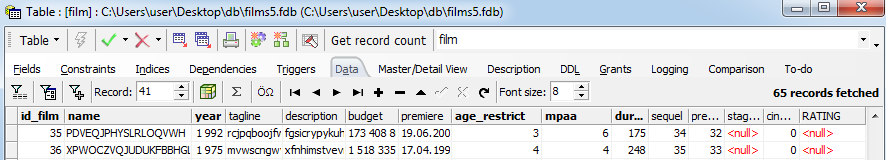 Table : [film] : C:\Users\user\Desktop\db\films5.fdb (C:\Users\user\Desktop\db\films5.fdb)
Table Get record count film
Fields Constraints Indices Dependencies Triggers Data Master/Detail View Description DDL Grants Logging Comparison To-do
Record: 41 Σ ÖΩ Font size: 8 65 records fetched
id_film name year tagline description budget premiere age_restrict mpaa dur... sequel pre... stag... cin... RATING
35 PDVEQJPHYSLRLOQVWH 1 992 rcjpqboojfv fgsicrypykuh 173 408 8 19.06.200 3 6 175 34 32 <null> 0 <null>
36 XPWOCZVQJUDUKFBBHGL 1 975 mvwscngwy xfnhimstvev 1 518 335 17.04.199 4 4 248 35 33 <null> 0 <null>